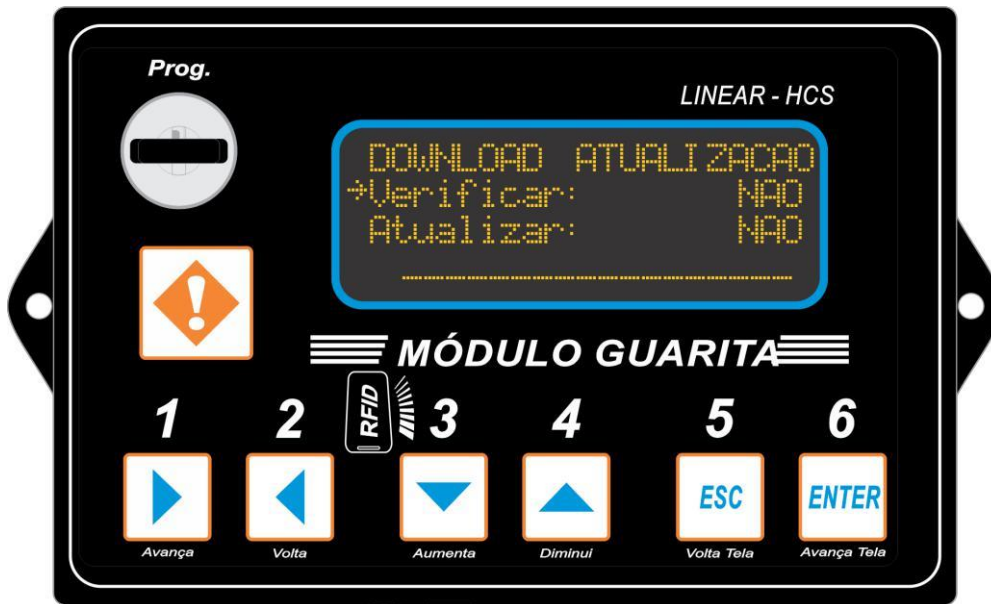 Prog.
LINEAR - HCS
DOWNLOAD ATUALIZACAO
→Verificar: NAO
Atualizar: NAO
!
MÓDULO GUARITA
RFID
1 2 3 4 5 6
ESC ENTER
Avança Volta Aumenta Diminui Volta Tela Avança Tela